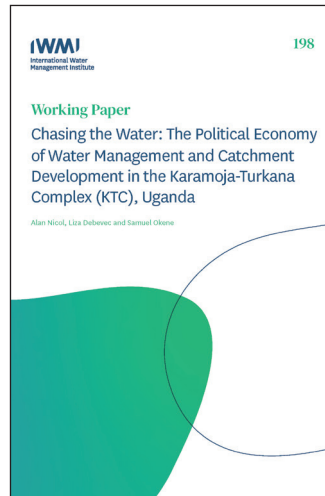 IWMI
International Water
Management Institute
198
Working Paper
Chasing the Water: The Political Economy
of Water Management and Catchment
Development in the Karamoja-Turkana
Complex (KTC), Uganda
Alan Nicol, Liza Debevec and Samuel Okene